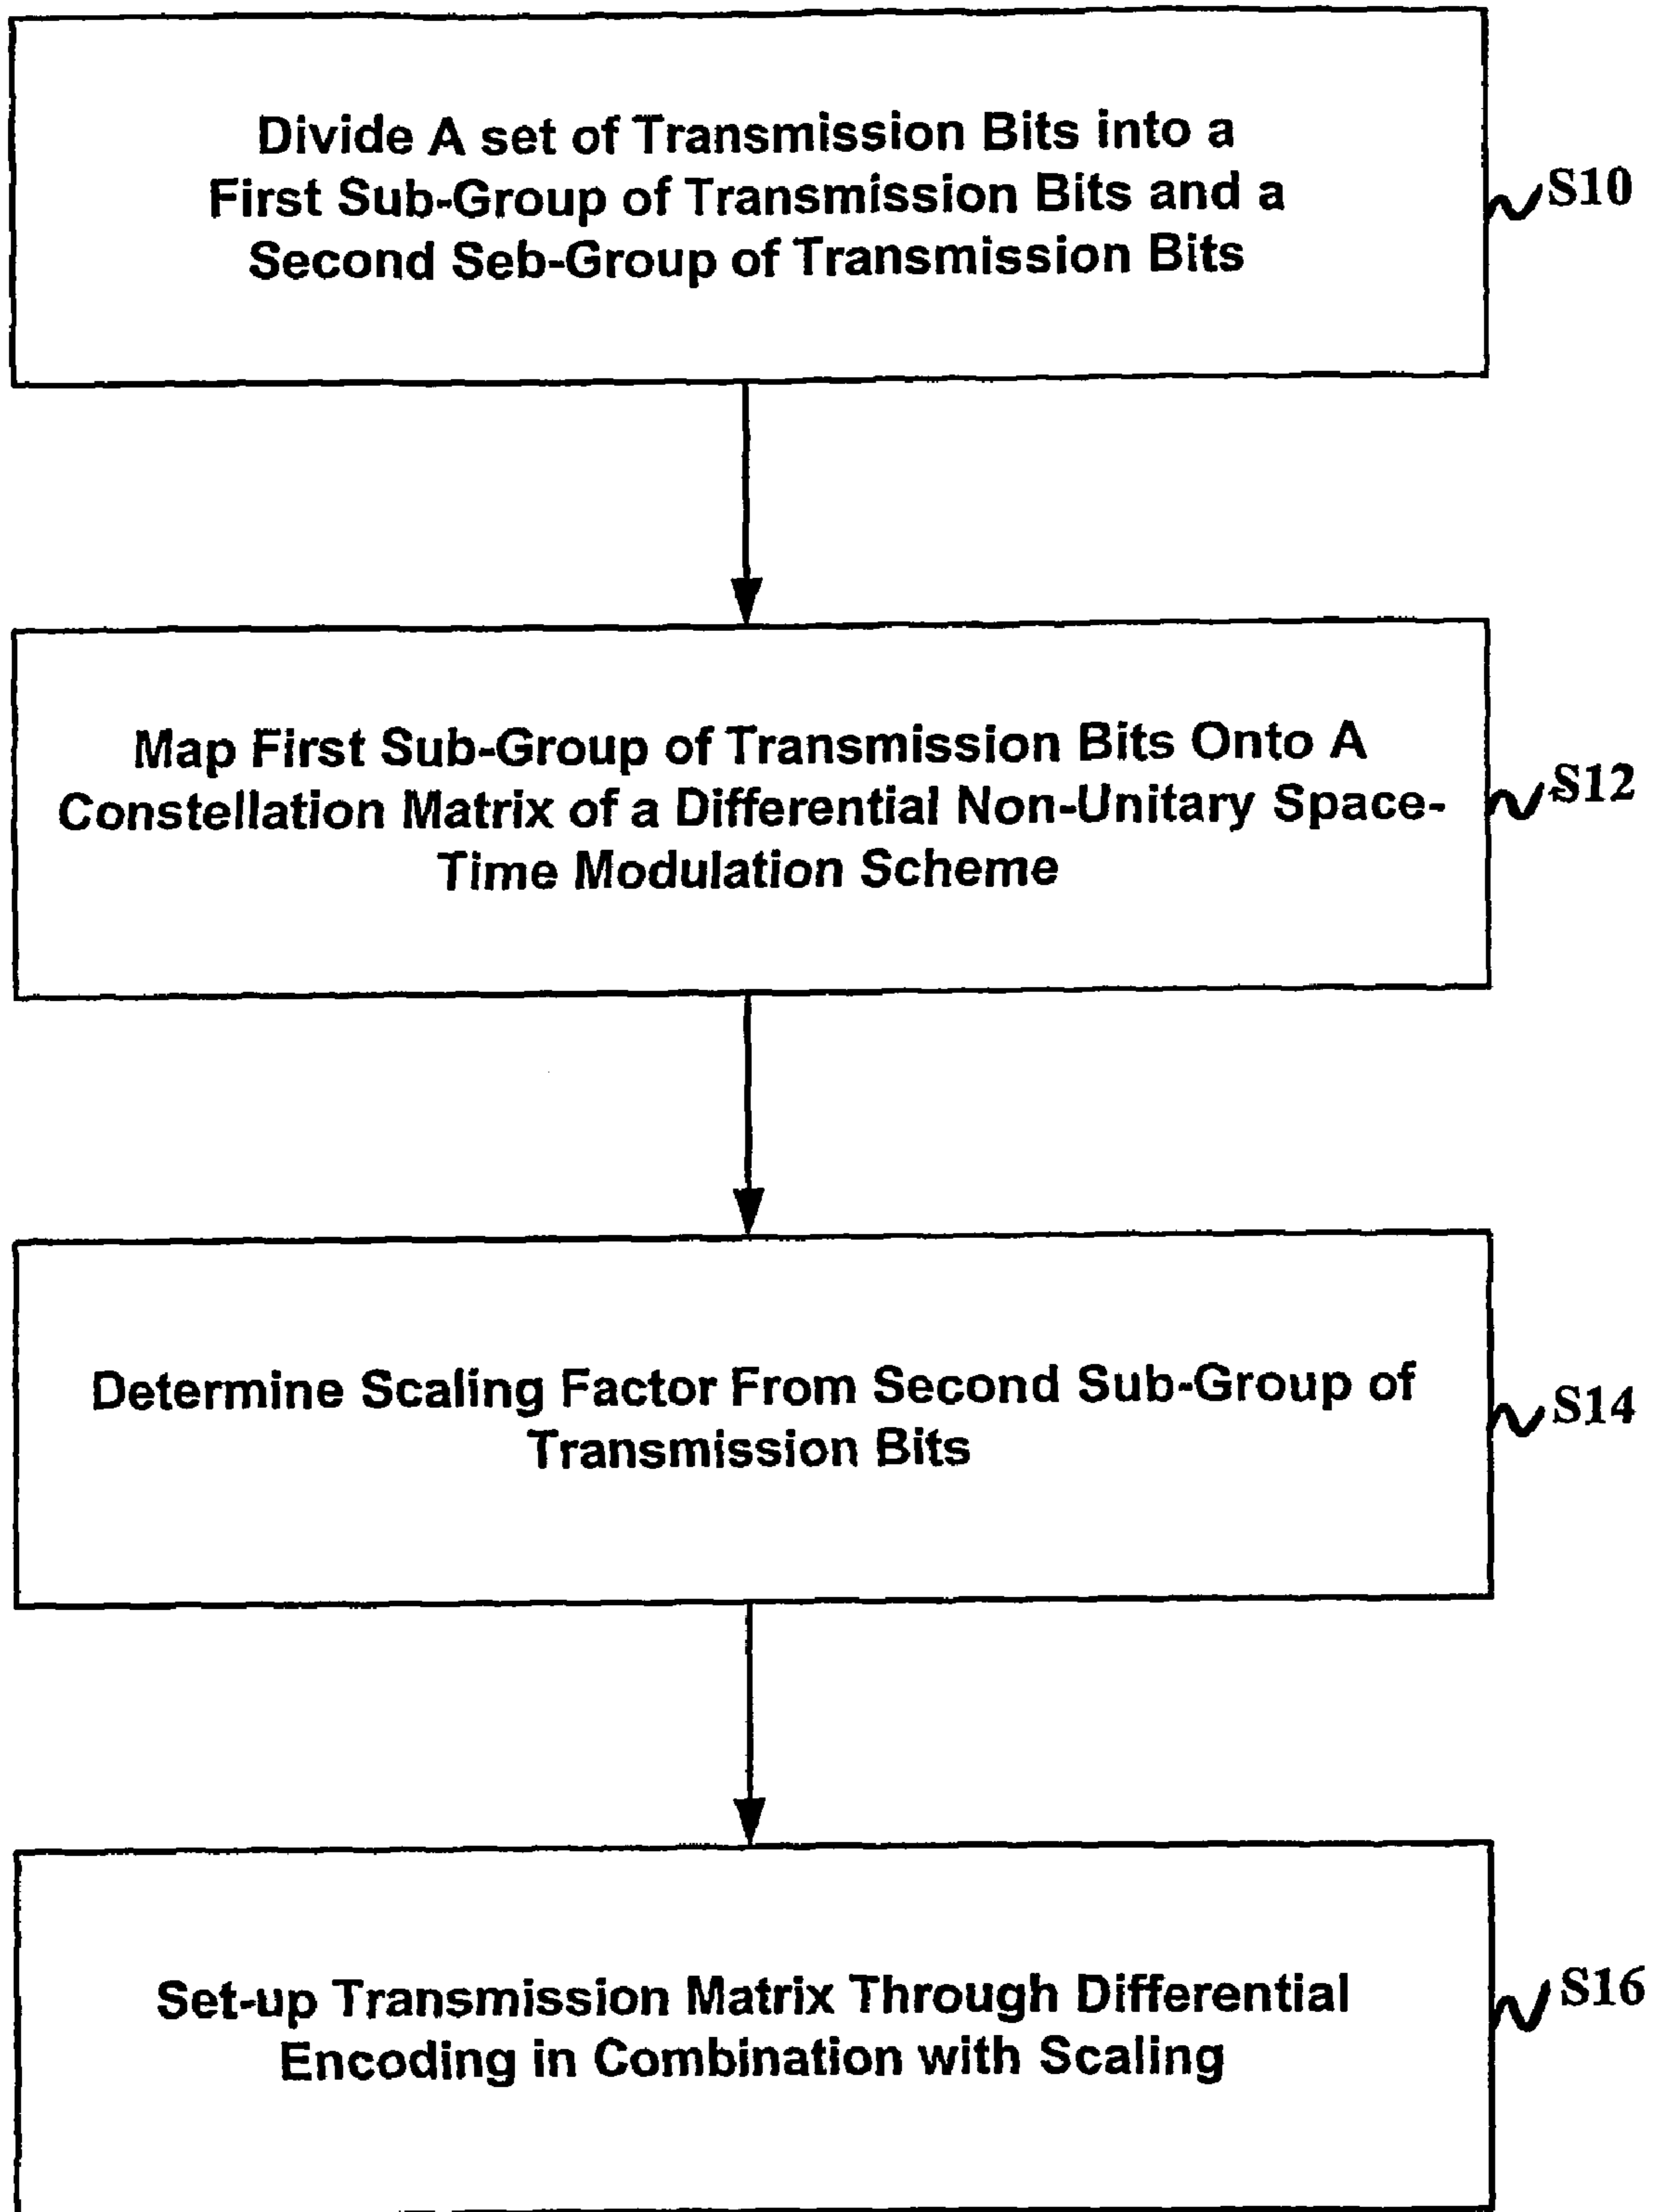 Divide A set of Transmission Bits into a
First Sub-Group of Transmission Bits and a
Second Seb-Group of Transmission Bits
S10
Map First Sub-Group of Transmission Bits Onto A
Constellation Matrix of a Differential Non-Unitary Space-
Time Modulation Scheme
S12
Determine Scaling Factor From Second Sub-Group of
Transmission Bits
S14
Set-up Transmission Matrix Through Differential
Encoding in Combination with Scaling
S16